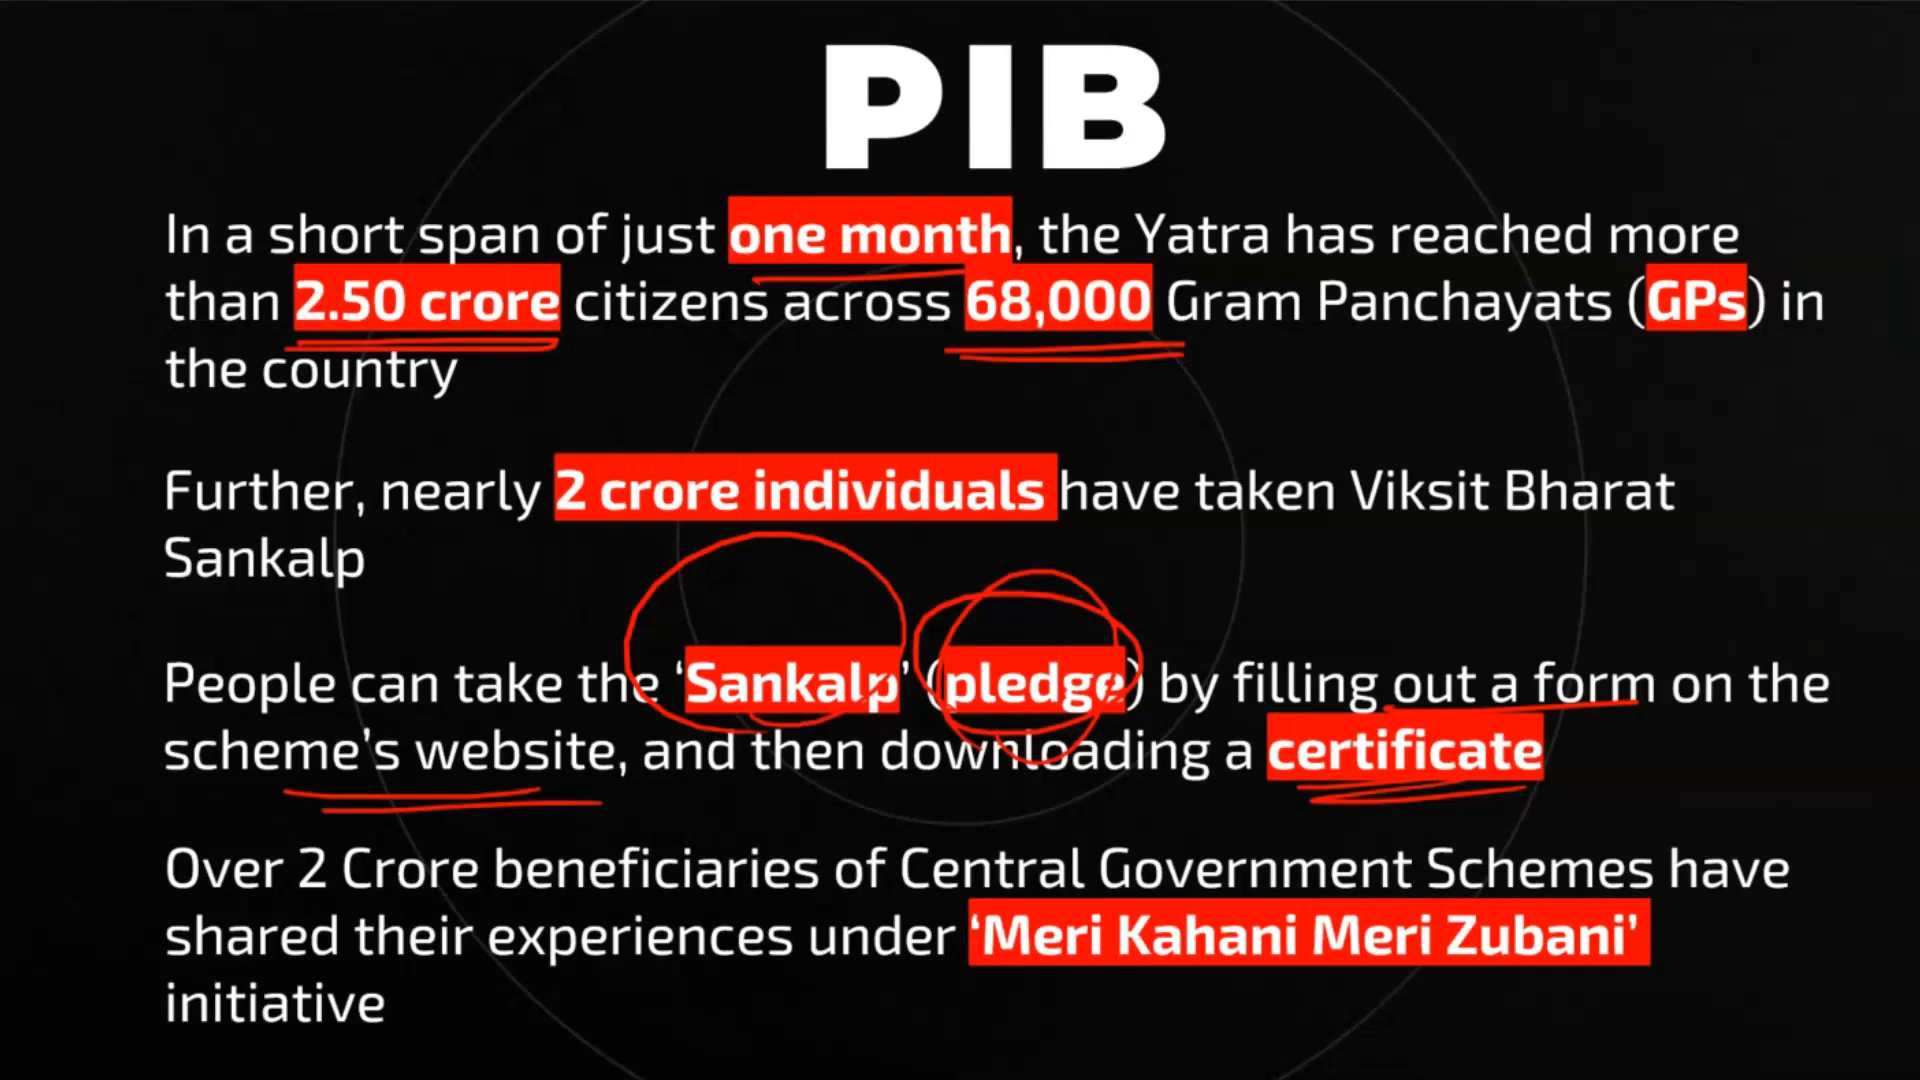 PIB
In a short span of just one month, the Yatra has reached more
than 2.50 crore citizens across 68,000 Gram Panchayats (GPs) in
the country
Further, nearly 2 crore individuals have taken Viksit Bharat
Sankalp
People can take the ‘Sankalp’ (pledge) by filling out a form on the
scheme’s website, and then downloading a certificate
Over 2 Crore beneficiaries of Central Government Schemes have
shared their experiences under ‘Meri Kahani Meri Zubani’
initiative